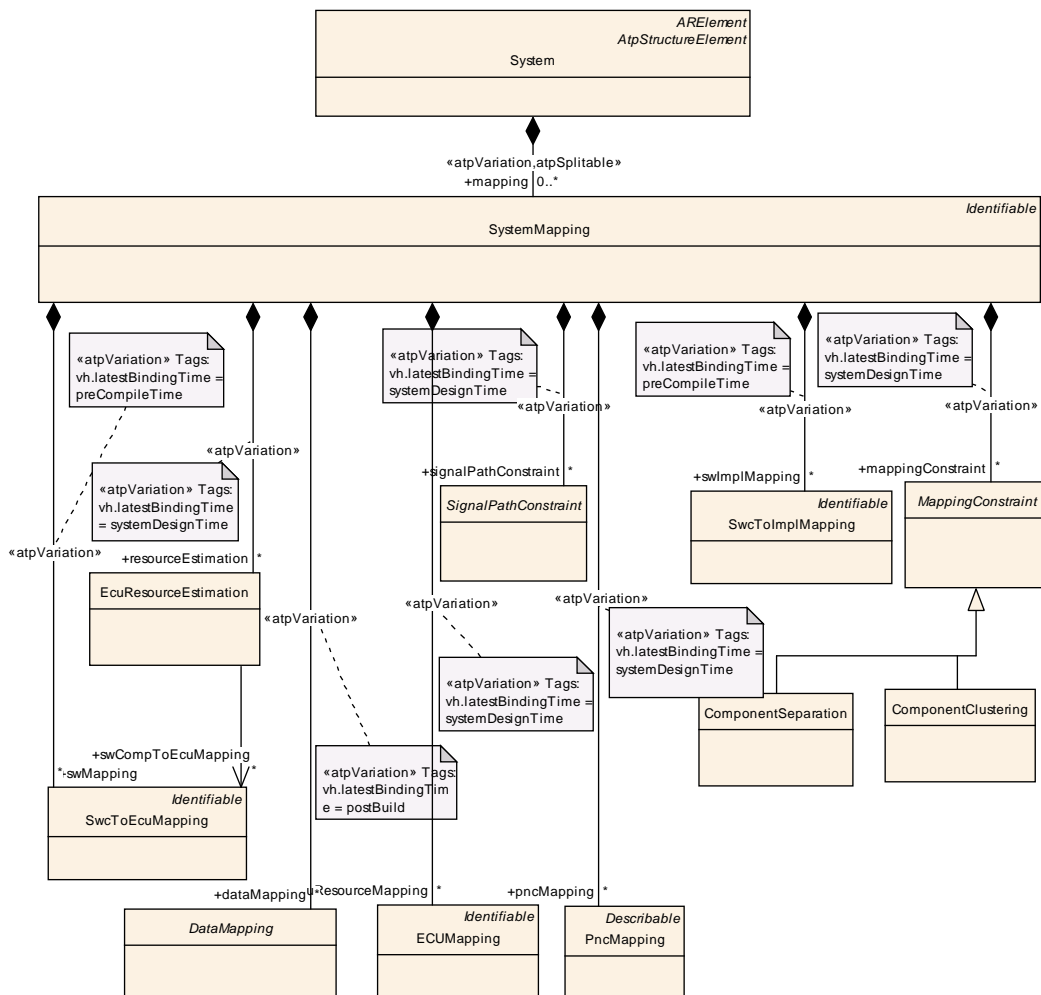 ARElement
AtpStructureElement
System
«atpVariation,atpSplitable»
+mapping 0..*
Identifiable
SystemMapping
«atpVariation» Tags:
vh.latestBindingTime =
preCompileTime
«atpVariation» Tags:
vh.latestBindingTime =
systemDesignTime
«atpVariation» Tags:
vh.latestBindingTime =
preCompileTime
«atpVariation» Tags:
vh.latestBindingTime =
systemDesignTime
«atpVariation»
«atpVariation»
«atpVariation»
«atpVariation»
+signalPathConstraint *
+swImplMapping *
+mappingConstraint *
«atpVariation» Tags:
vh.latestBindingTime
= systemDesignTime
SignalPathConstraint
Identifiable
SwcToImplMapping
MappingConstraint
«atpVariation»
+resourceEstimation *
EcuResourceEstimation
«atpVariation»
«atpVariation»
«atpVariation»
«atpVariation» Tags:
vh.latestBindingTime =
systemDesignTime
«atpVariation» Tags:
vh.latestBindingTime =
systemDesignTime
ComponentSeparation
ComponentClustering
+swCompToEcuMapping
* +swMapping *
«atpVariation» Tags:
vh.latestBindingTim
e = postBuild
Identifiable
SwcToEcuMapping
+dataMapping *
uResourceMapping *
+pncMapping *
DataMapping
Identifiable
ECUMapping
Describable
PncMapping